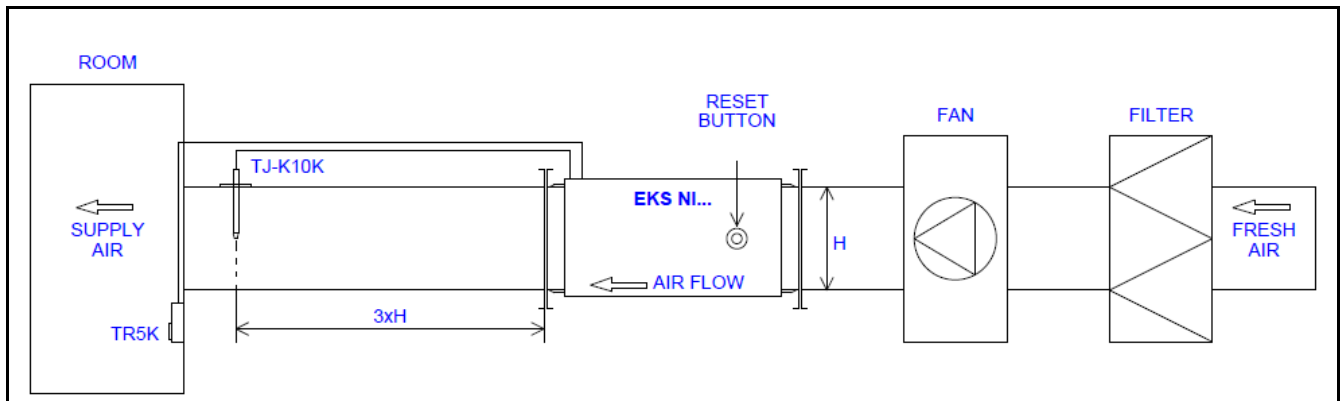 ROOM
RESET
BUTTON
FAN
FILTER
TJ-K10K
EKS NI...
SUPPLY
AIR
H
FRESH
AIR
AIR FLOW
3xH
TR5K